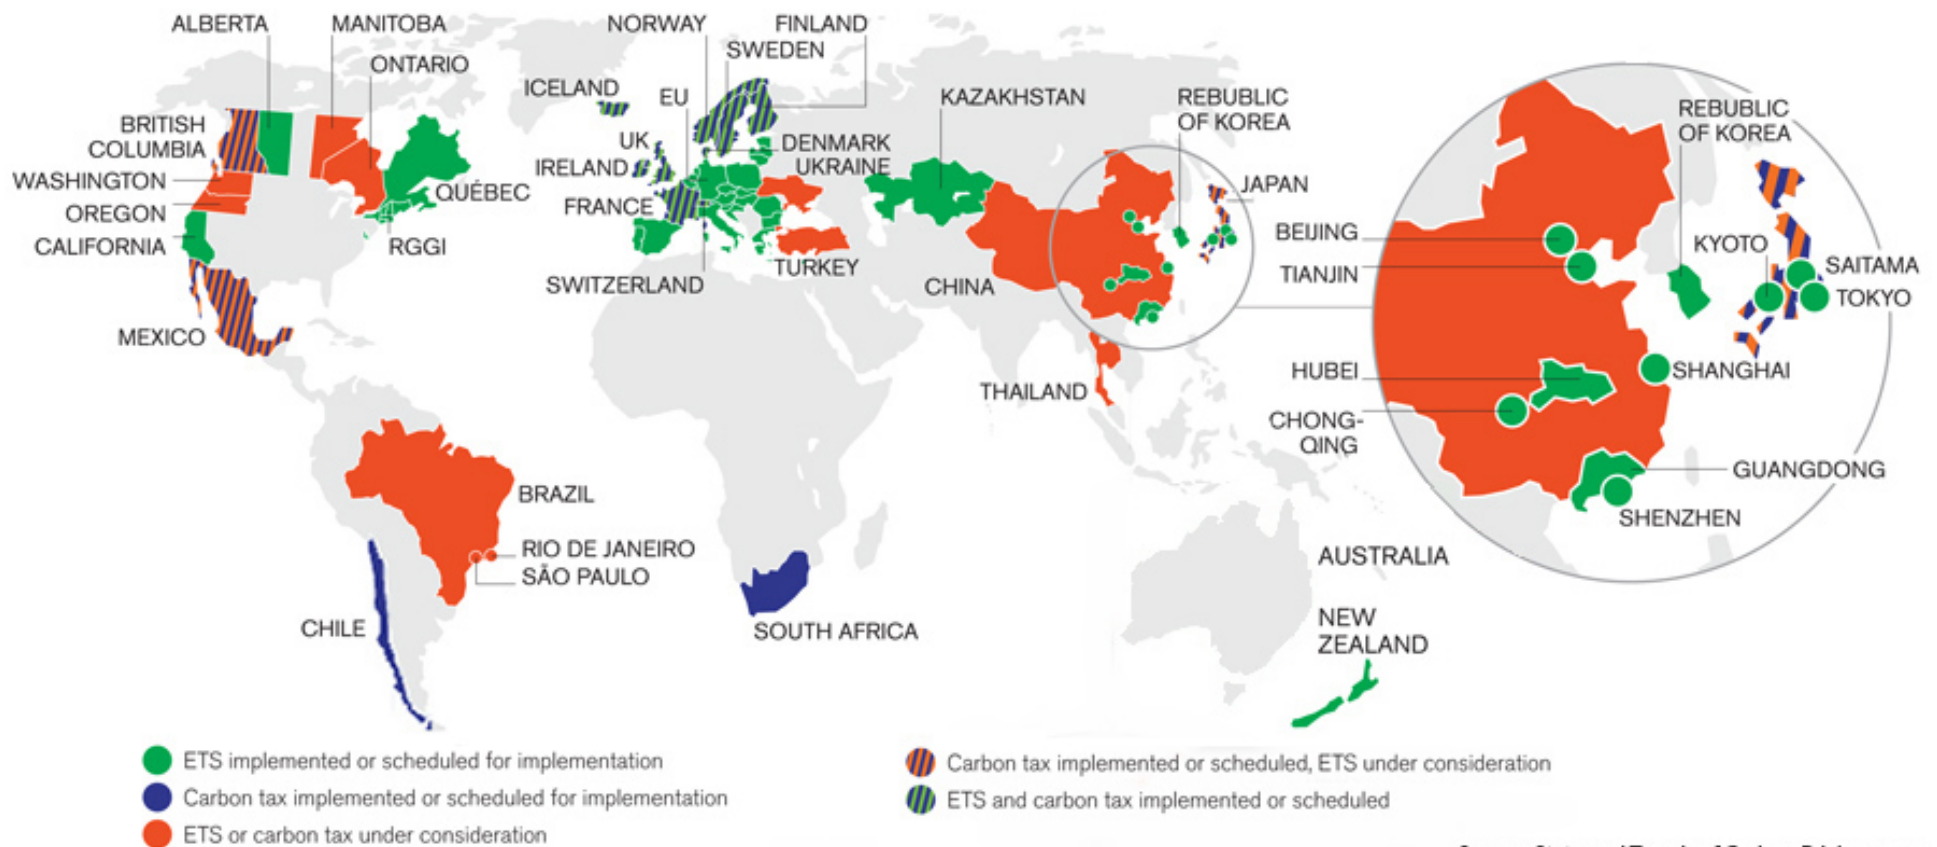 ALBERTA
MANITOBA
ONTARIO
BRITISH
COLUMBIA
WASHINGTON
OREGON
CALIFORNIA
QUÉBEC
RGGI
MEXICO
BRAZIL
RIO DE JANEIRO
SÃO PAULO
CHILE
NORWAY
FINLAND
SWEDEN
ICELAND
EU
UK
DENMARK
UKRAINE
IRELAND
FRANCE
SWITZERLAND
TURKEY
KAZAKHSTAN
REBUBLIC
OF KOREA
JAPAN
CHINA
THAILAND
SOUTH AFRICA
AUSTRALIA
NEW
ZEALAND
REBUBLIC
OF KOREA
BEIJING
TIANJIN
KYOTO
SAITAMA
TOKYO
HUBEI
SHANGHAI
CHONG-
QING
GUANGDONG
SHENZHEN
ETS implemented or scheduled for implementation
Carbon tax implemented or scheduled for implementation
ETS or carbon tax under consideration
Carbon tax implemented or scheduled, ETS under consideration
ETS and carbon tax implemented or scheduled